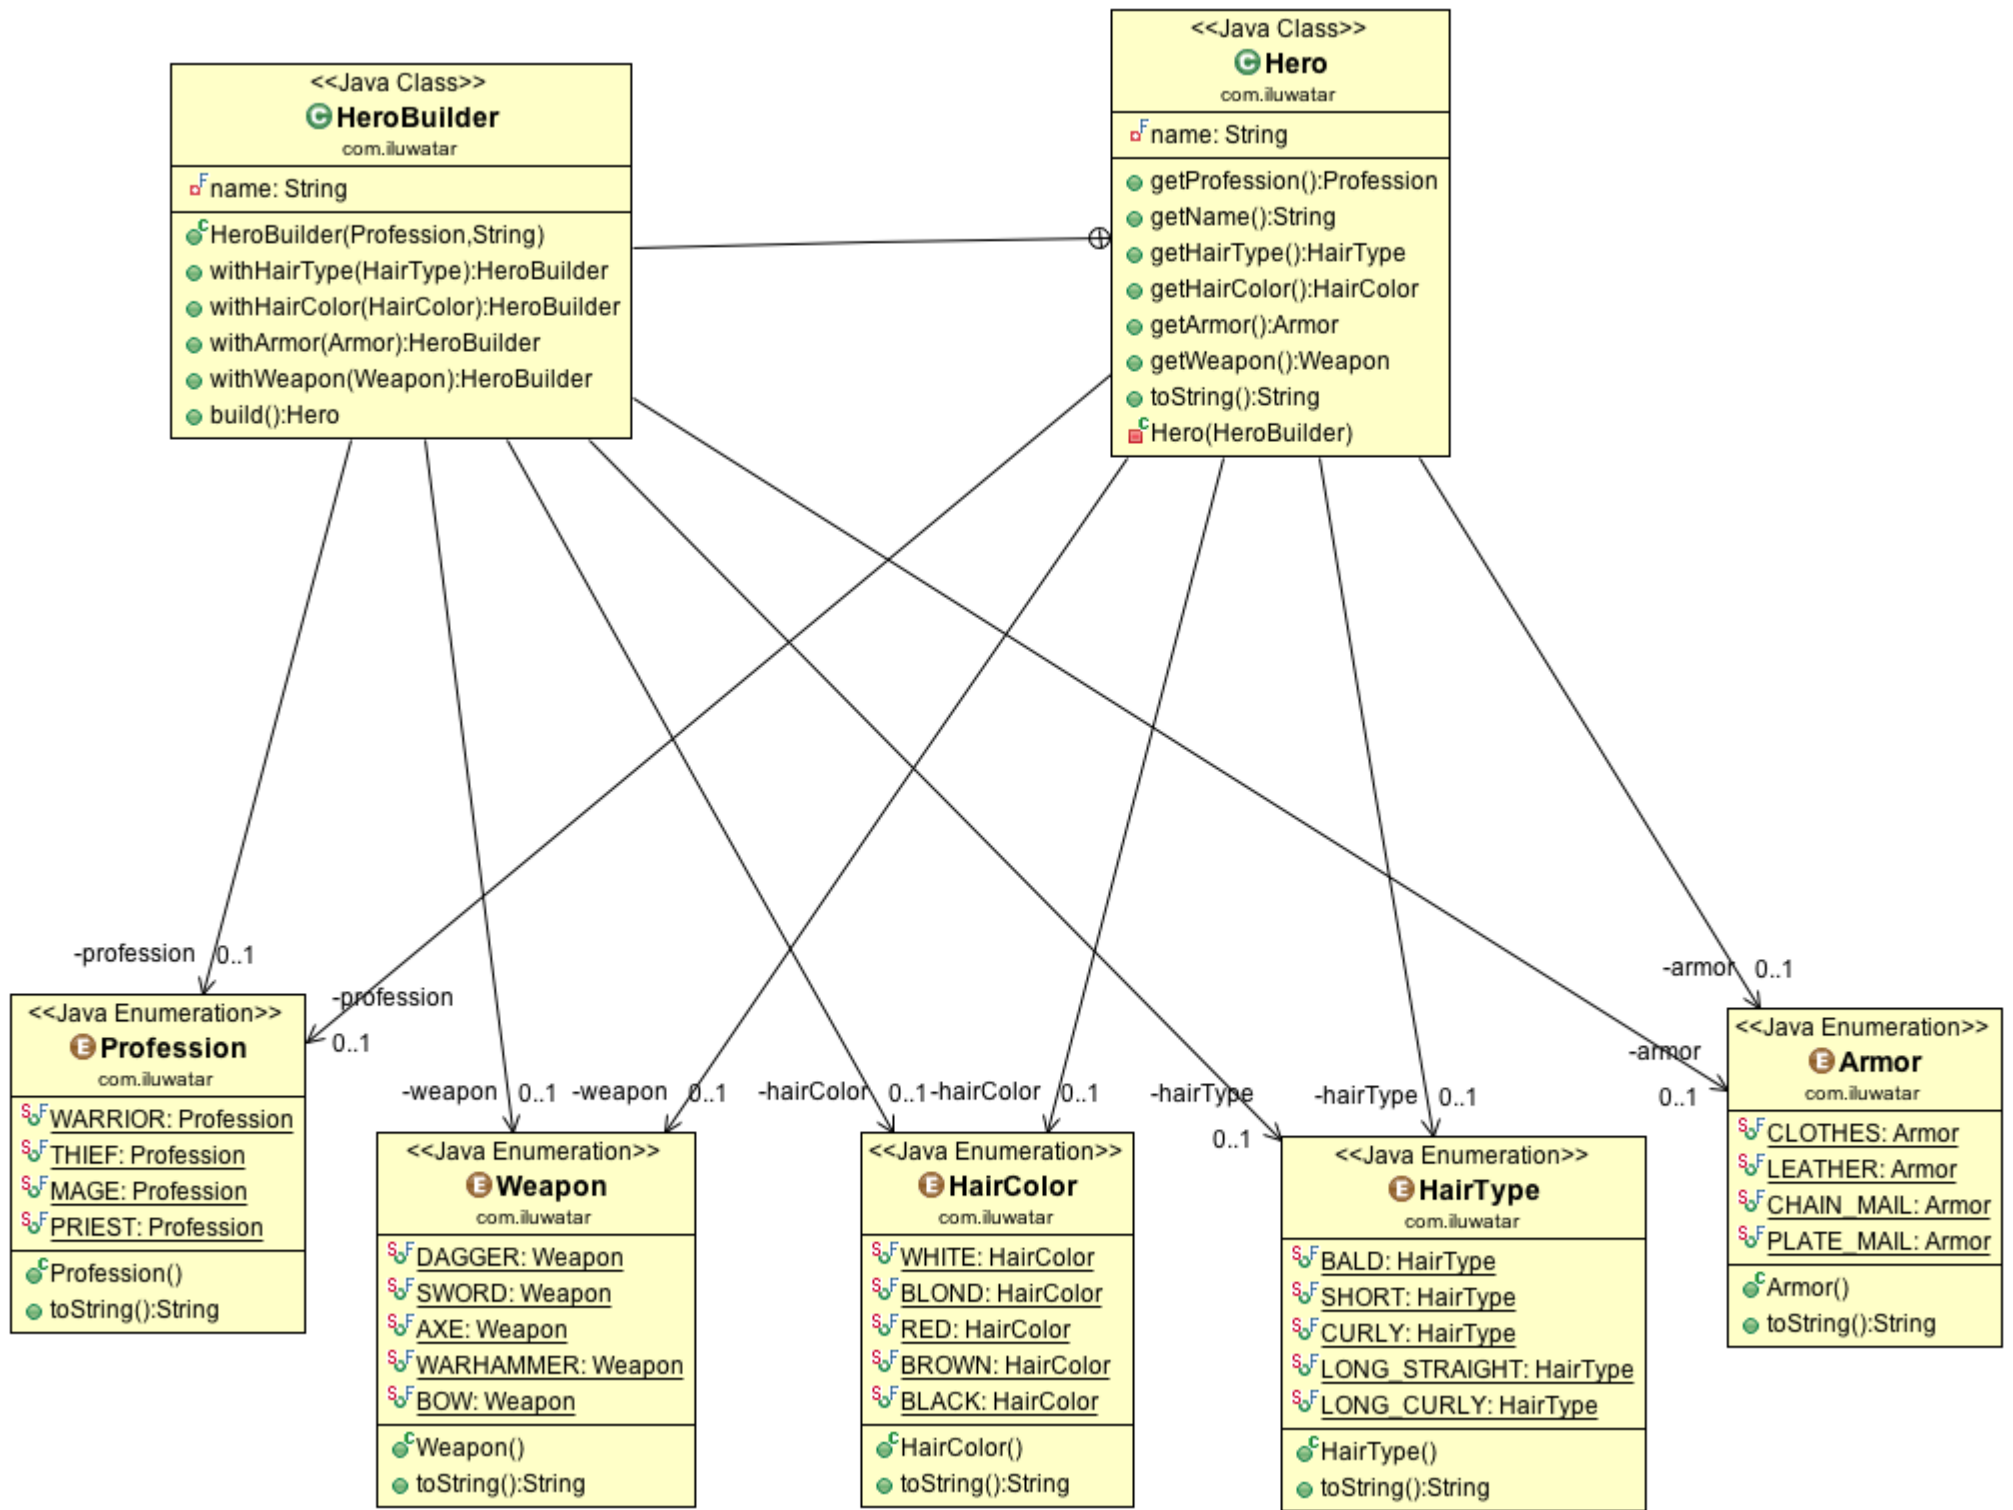 <<Java Class>>
HeroBuilder
com.iluwatar
name: String
HeroBuilder(Profession,String)
withHairType(HairType):HeroBuilder
withHairColor(HairColor):HeroBuilder
withArmor(Armor):HeroBuilder
withWeapon(Weapon):HeroBuilder
build():Hero
<<Java Class>>
Hero
com.iluwatar
name: String
getProfession():Profession
getName():String
getHairType():HairType
getHairColor():HairColor
getArmor():Armor
getWeapon():Weapon
toString():String
Hero(HeroBuilder)
-profession 0..1
-profession
0..1
-weapon 0..1
-weapon 0..1
-hairColor 0..1
-hairColor 0..1
-hairType
0..1
-hairType 0..1
-armor 0..1
-armor
0..1
<<Java Enumeration>>
Profession
com.iluwatar
WARRIOR: Profession
THIEF: Profession
MAGE: Profession
PRIEST: Profession
Profession()
toString():String
<<Java Enumeration>>
Weapon
com.iluwatar
DAGGER: Weapon
SWORD: Weapon
AXE: Weapon
WARHAMMER: Weapon
BOW: Weapon
Weapon()
toString():String
<<Java Enumeration>>
HairColor
com.iluwatar
WHITE: HairColor
BLOND: HairColor
RED: HairColor
BROWN: HairColor
BLACK: HairColor
HairColor()
toString():String
<<Java Enumeration>>
HairType
com.iluwatar
BALD: HairType
SHORT: HairType
CURLY: HairType
LONG_STRAIGHT: HairType
LONG_CURLY: HairType
HairType()
toString():String
<<Java Enumeration>>
Armor
com.iluwatar
CLOTHES: Armor
LEATHER: Armor
CHAIN_MAIL: Armor
PLATE_MAIL: Armor
Armor()
toString():String